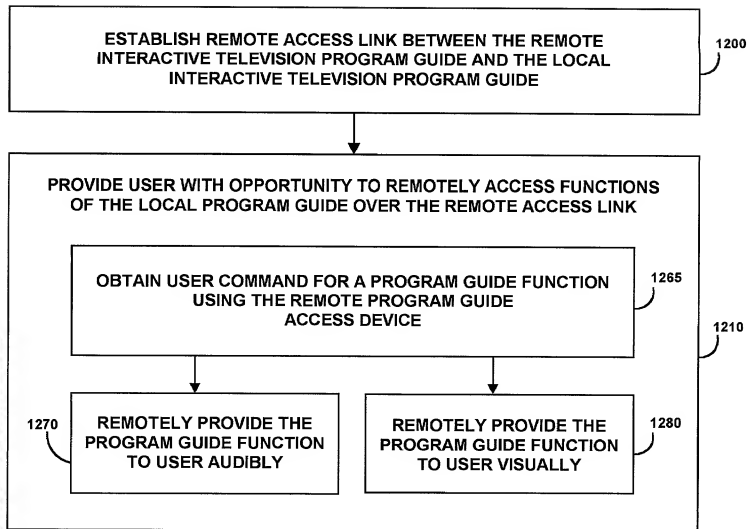 ESTABLISH REMOTE ACCESS LINK BETWEEN THE REMOTE
INTERACTIVE TELEVISION PROGRAM GUIDE AND THE LOCAL
INTERACTIVE TELEVISION PROGRAM GUIDE
1200
PROVIDE USER WITH OPPORTUNITY TO REMOTELY ACCESS FUNCTIONS
OF THE LOCAL PROGRAM GUIDE OVER THE REMOTE ACCESS LINK
OBTAIN USER COMMAND FOR A PROGRAM GUIDE FUNCTION
USING THE REMOTE PROGRAM GUIDE
ACCESS DEVICE
1265
1210
1270
REMOTELY PROVIDE THE
PROGRAM GUIDE FUNCTION
TO USER AUDIBLY
REMOTELY PROVIDE THE
PROGRAM GUIDE FUNCTION
TO USER VISUALLY
1280